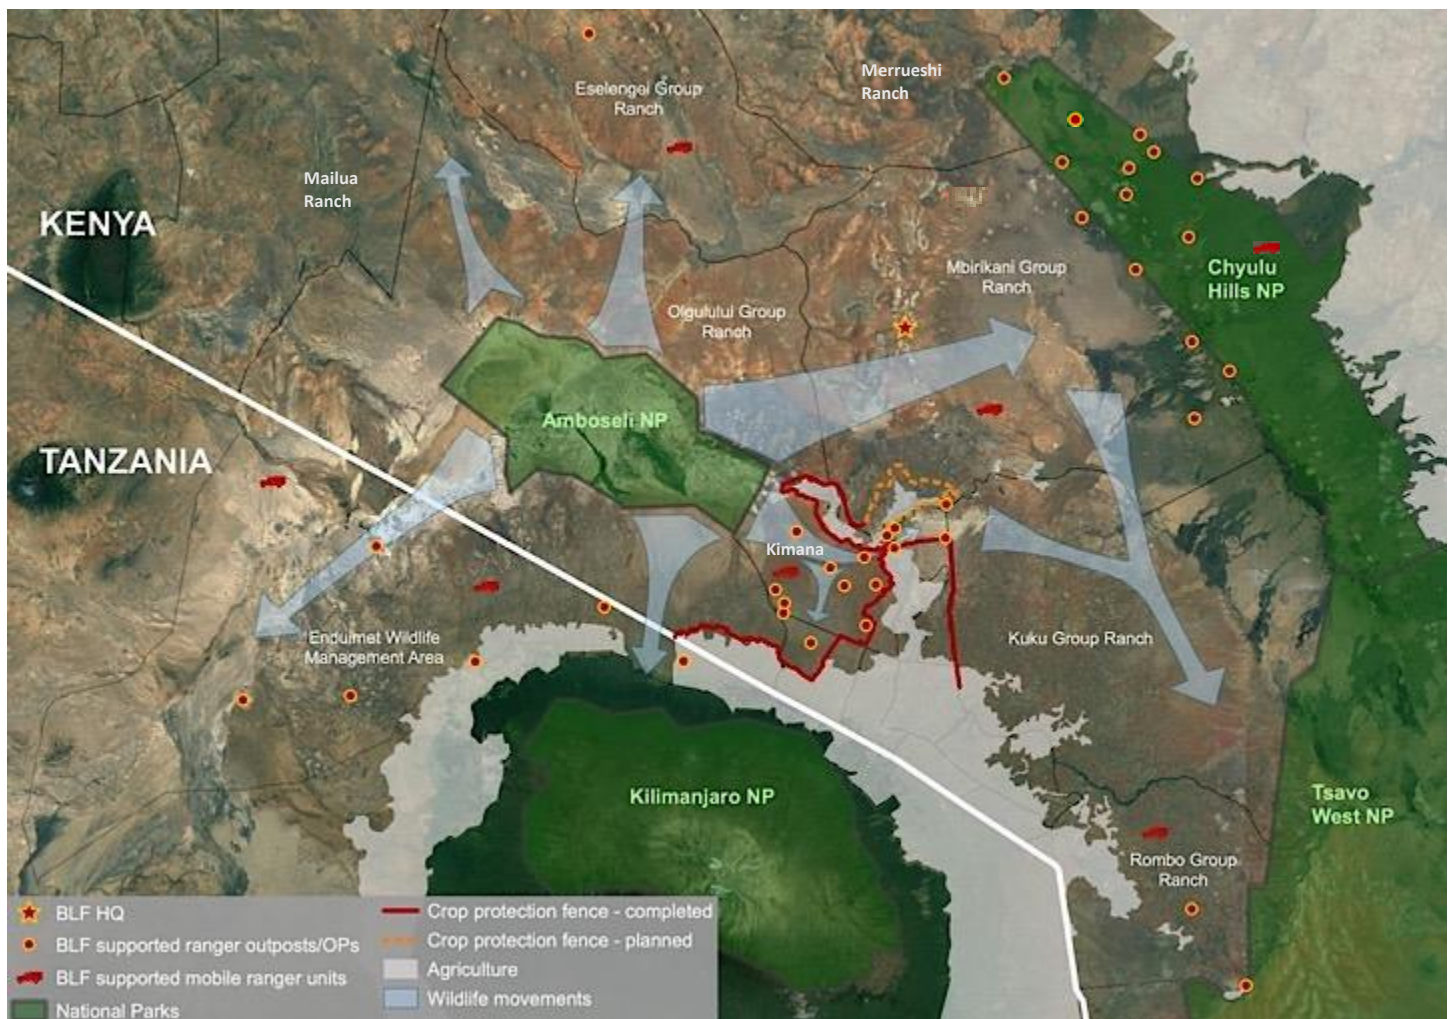 Merrueshi
Ranch
Eselengei Group
Ranch
Mailua
Ranch
KENYA
Mbirikani Group
Ranch
Chyulu
Hills NP
Olgululul Group
Ranch
Amboseli NP
TANZANIA
Kimana
Enduimet Wildlife
Management Area
Kuku Group Ranch
Kilimanjaro NP
Tsavo
West NP
Rombo Group
Ranch
BLF HQ
BLF supported ranger outposts/OPs
BLF supported mobile ranger units
National Parks
Crop protection fence - completed
Crop protection fence - planned
Agriculture
Wildlife movements